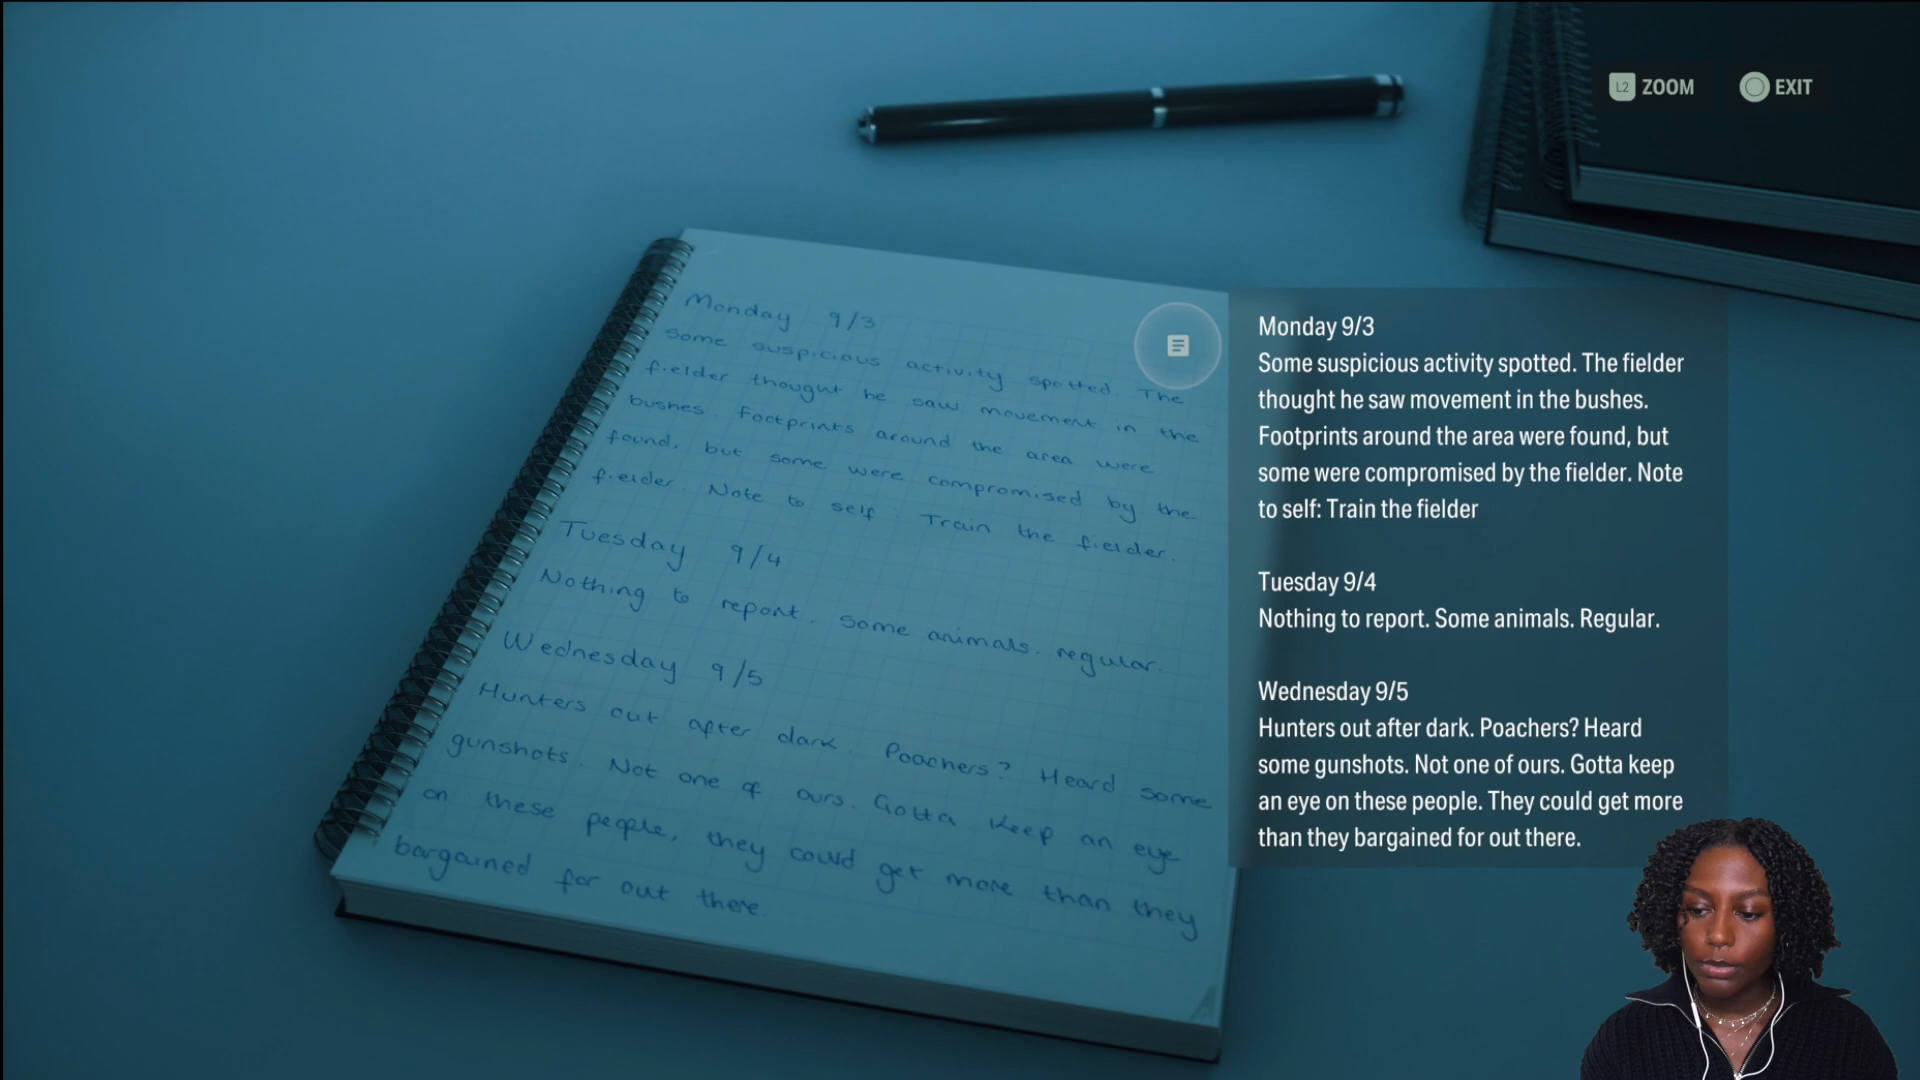 L2 ZOOM
EXIT
Monday 9/3
Some suspicious activity spotted. The
fielder thought he saw movement in the
bushes. Footprints around the area were
found, but some were compromised by the
fielder. Note to self: Train the fielder.
Tuesday 9/4
Nothing to report. Some animals. regular.
Wednesday 9/5
Hunters out after dark. Poachers? Heard some
gunshots. Not one of ours. Gotta keep an eye
on these people, they could get more than they
bargained for out there.
Monday 9/3
Some suspicious activity spotted. The fielder
thought he saw movement in the bushes.
Footprints around the area were found, but
some were compromised by the fielder. Note
to self: Train the fielder
Tuesday 9/4
Nothing to report. Some animals. Regular.
Wednesday 9/5
Hunters out after dark. Poachers? Heard
some gunshots. Not one of ours. Gotta keep
an eye on these people. They could get more
than they bargained for out there.